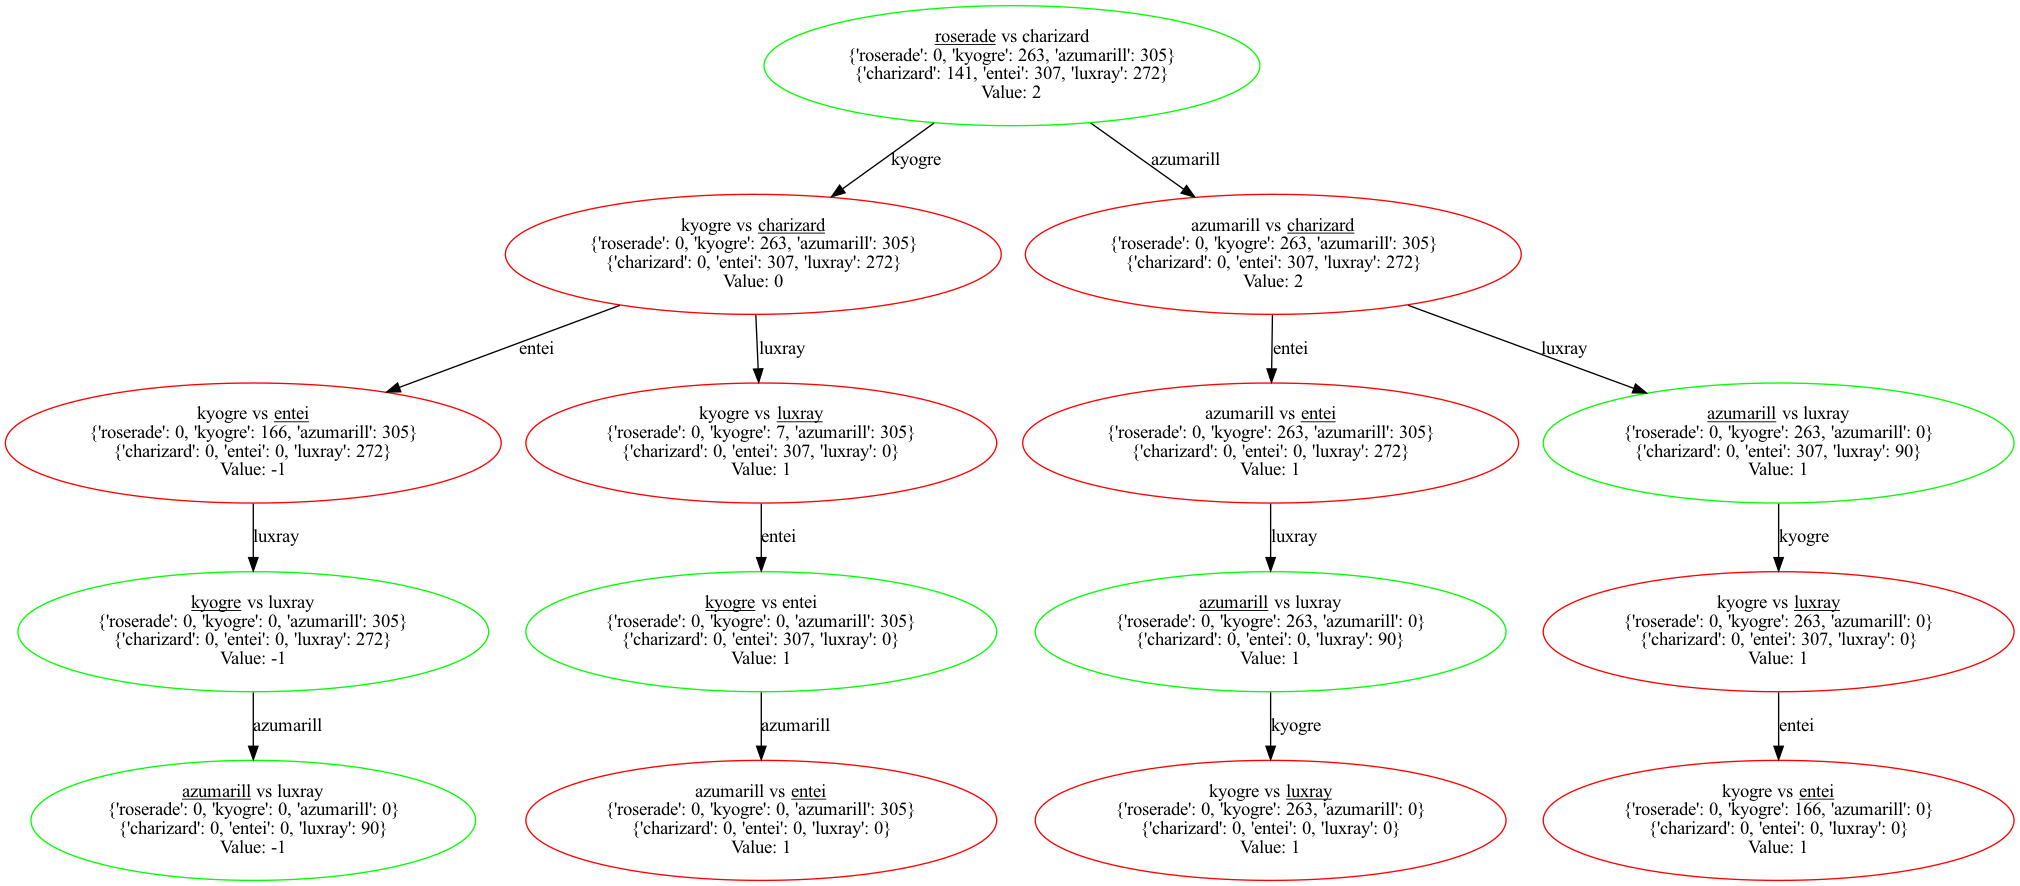 roserade vs charizard
{'roserade': 0, 'kyogre': 263, 'azumarill': 305}
{'charizard': 141, 'entei': 307, 'luxray': 272}
Value: 2
kyogre
azumarill
kyogre vs charizard
{'roserade': 0, 'kyogre': 263, 'azumarill': 305}
{'charizard': 0, 'entei': 307, 'luxray': 272}
Value: 0
azumarill vs charizard
{'roserade': 0, 'kyogre': 263, 'azumarill': 305}
{'charizard': 0, 'entei': 307, 'luxray': 272}
Value: 2
entei
luxray
entei
luxray
kyogre vs entei
{'roserade': 0, 'kyogre': 166, 'azumarill': 305}
{'charizard': 0, 'entei': 0, 'luxray': 272}
Value: -1
kyogre vs luxray
{'roserade': 0, 'kyogre': 7, 'azumarill': 305}
{'charizard': 0, 'entei': 307, 'luxray': 0}
Value: 1
azumarill vs entei
{'roserade': 0, 'kyogre': 263, 'azumarill': 305}
{'charizard': 0, 'entei': 0, 'luxray': 272}
Value: 1
azumarill vs luxray
{'roserade': 0, 'kyogre': 263, 'azumarill': 0}
{'charizard': 0, 'entei': 307, 'luxray': 90}
Value: 1
luxray
entei
luxray
kyogre
kyogre vs luxray
{'roserade': 0, 'kyogre': 0, 'azumarill': 305}
{'charizard': 0, 'entei': 0, 'luxray': 272}
Value: -1
kyogre vs entei
{'roserade': 0, 'kyogre': 0, 'azumarill': 305}
{'charizard': 0, 'entei': 307, 'luxray': 0}
Value: 1
azumarill vs luxray
{'roserade': 0, 'kyogre': 263, 'azumarill': 0}
{'charizard': 0, 'entei': 0, 'luxray': 90}
Value: 1
kyogre vs luxray
{'roserade': 0, 'kyogre': 263, 'azumarill': 0}
{'charizard': 0, 'entei': 307, 'luxray': 0}
Value: 1
azumarill
azumarill
kyogre
entei
azumarill vs luxray
{'roserade': 0, 'kyogre': 0, 'azumarill': 0}
{'charizard': 0, 'entei': 0, 'luxray': 90}
Value: -1
azumarill vs entei
{'roserade': 0, 'kyogre': 0, 'azumarill': 305}
{'charizard': 0, 'entei': 0, 'luxray': 0}
Value: 1
kyogre vs luxray
{'roserade': 0, 'kyogre': 263, 'azumarill': 0}
{'charizard': 0, 'entei': 0, 'luxray': 0}
Value: 1
kyogre vs entei
{'roserade': 0, 'kyogre': 166, 'azumarill': 0}
{'charizard': 0, 'entei': 0, 'luxray': 0}
Value: 1